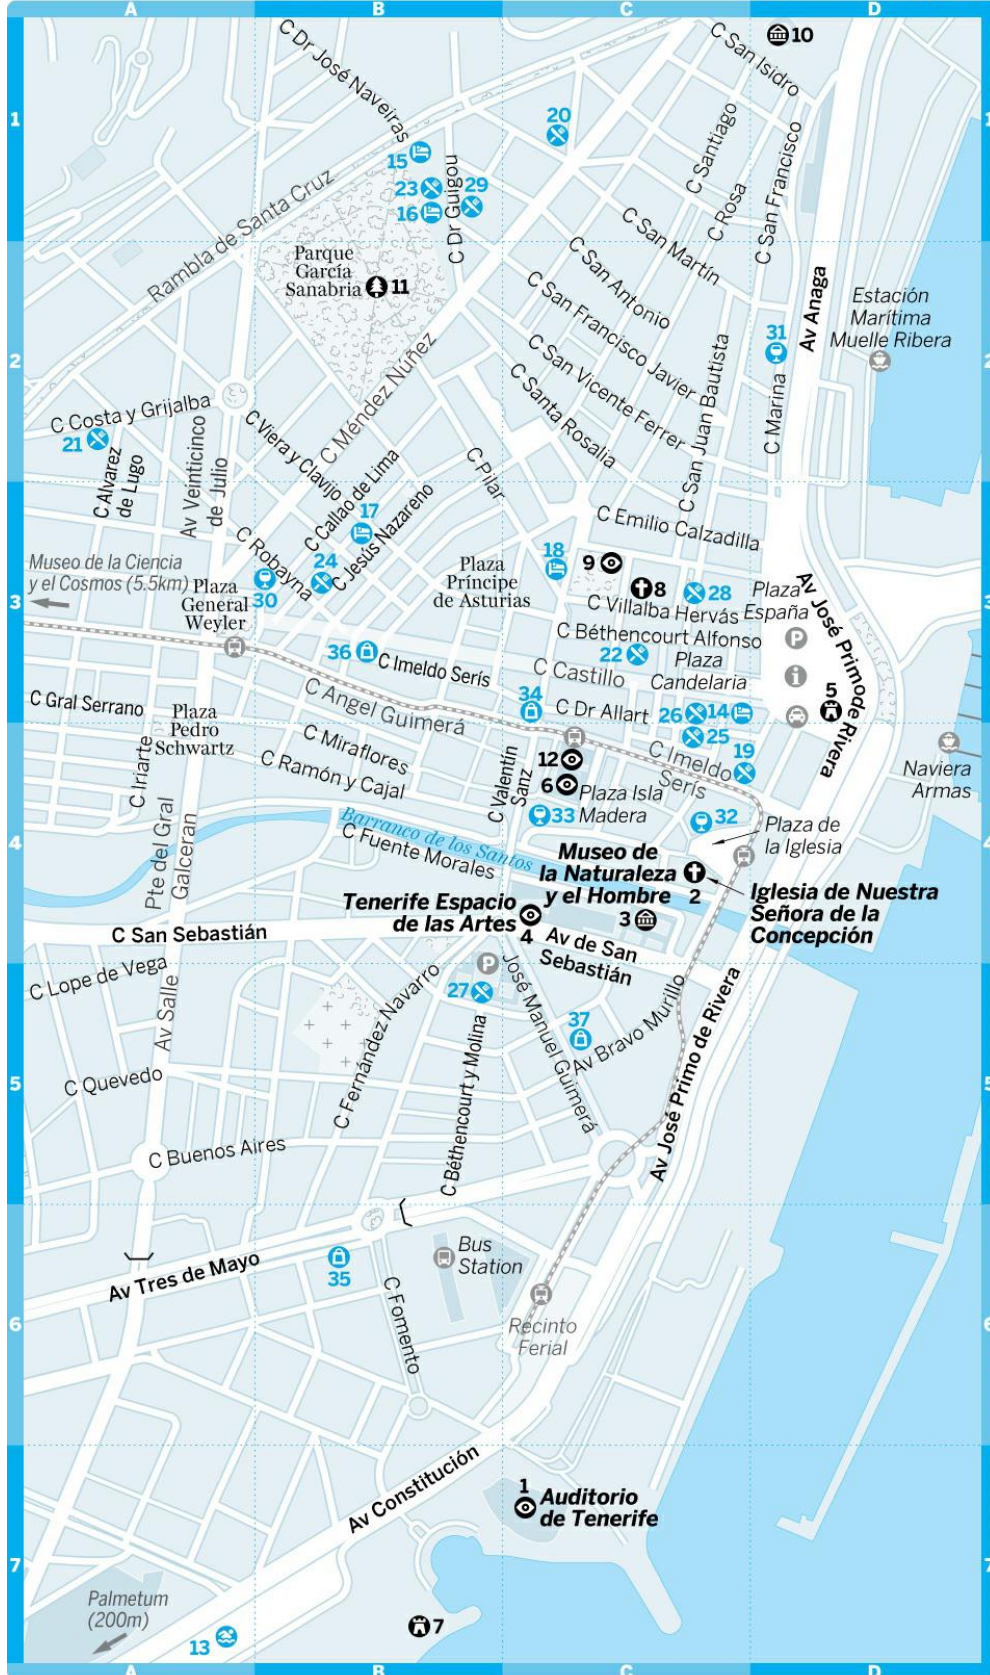 A
B
C
D
10
C Dr José Naveiras
C San Isidro
1
20
15
C Santiago
C San Francisco
23
29
16
C Dr Guigou
C Rosa
Rambla de Santa Cruz
C San Martín
Parque
García
Sanabria
11
C San Antonio
C San Francisco Javier
Av Anaga
Estación
Marítima
Muelle Ribera
31
2
C San Vicente Ferrer
C Santa Rosalia
C San Juan Bautista
C Marina
C Méndez Núñez
C Costa y Grijalba
21
C Viera y Clavijo
C Alvarez
de Lugo
Av Veinticinco
de Julio
C Callao de Lima
C Pilar
C Jesús Nazareno
17
C Emilio Calzadilla
C Robayna
24
18
9
Museo de la Ciencia
y el Cosmos (5.5km)
3
Plaza
General
Weyler
30
Plaza
Príncipe
de Asturias
8
28
Plaza
España
C Villalba Hervás
Av José Primo de Rivera
C Béthencourt Alfonso
36
C Imeldo Serís
22
Plaza
Candelaria
C Castillo
5
C Gral Serrano
C Angel Guimerá
34
C Dr Allart
26
14
Plaza
Pedro
Schwartz
25
C Iriarte
C Miraflores
C Ramón y Cajal
C Valentín
Sanz
12
C Imeldo
Serís
19
6
Naviera
Armas
Plaza Isla
Madera
33
32
4
Barranco de los Santos
C Fuente Morales
Plaza de
la Iglesia
Pte del Gral
Galceran
Museo de
la Naturaleza
y el Hombre
3
2
Iglesia de Nuestra
Señora de la
Concepción
Tenerife Espacio
de las Artes
4
C San Sebastián
Av de San
Sebastián
C Lope de Vega
P
27
Av Salle
C Fernández Navarro
José Manuel Guimerá
37
Av Bravo Murillo
Av José Primo de Rivera
C Béthencourt y Molina
5
5
C Quevedo
C Buenos Aires
Av Tres de Mayo
35
Bus
Station
C Fomento
6
6
Recinto
Ferial
Av Constitución
1
Auditorio
de Tenerife
7
7
Palmetum
(200m)
13
7
A
B
C
D